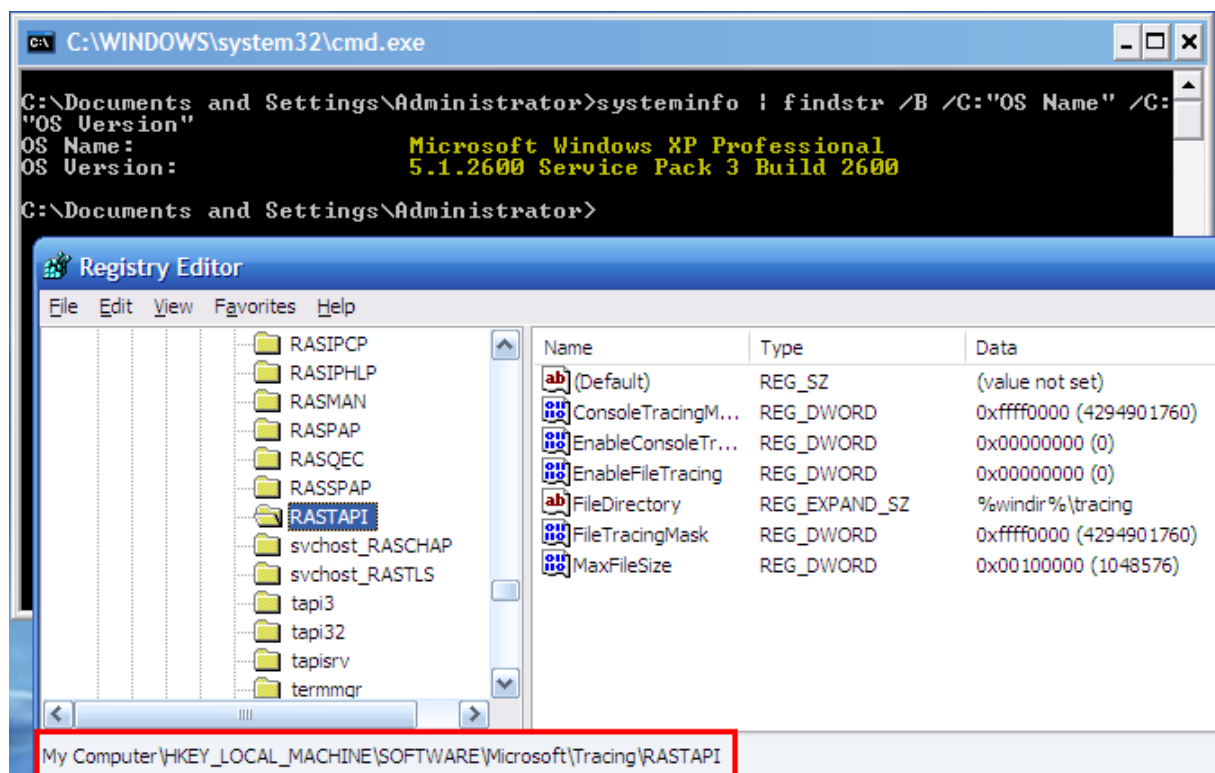 C:\WINDOWS\system32\cmd.exe
C:\Documents and Settings\Administrator>systeminfo | findstr /B /C:"OS Name" /C:
"OS Version"
OS Name: Microsoft Windows XP Professional
OS Version: 5.1.2600 Service Pack 3 Build 2600
C:\Documents and Settings\Administrator>
Registry Editor
File Edit View Favorites Help
RASIPCP
RASIPHLP
RASMAN
RASPAP
RASQEC
RASSPAP
RASTAPI
svchost_RASCHAP
svchost_RASTLS
tapi3
tapi32
tapisrv
termmgr
Name Type Data
(Default) REG_SZ (value not set)
ConsoleTracingM... REG_DWORD 0xffff0000 (4294901760)
EnableConsoleTr... REG_DWORD 0x00000000 (0)
EnableFileTracing REG_DWORD 0x00000000 (0)
FileDirectory REG_EXPAND_SZ %windir%\tracing
FileTracingMask REG_DWORD 0xffff0000 (4294901760)
MaxFileSize REG_DWORD 0x00100000 (1048576)
My Computer\HKEY_LOCAL_MACHINE\SOFTWARE\Microsoft\Tracing\RASTAPI